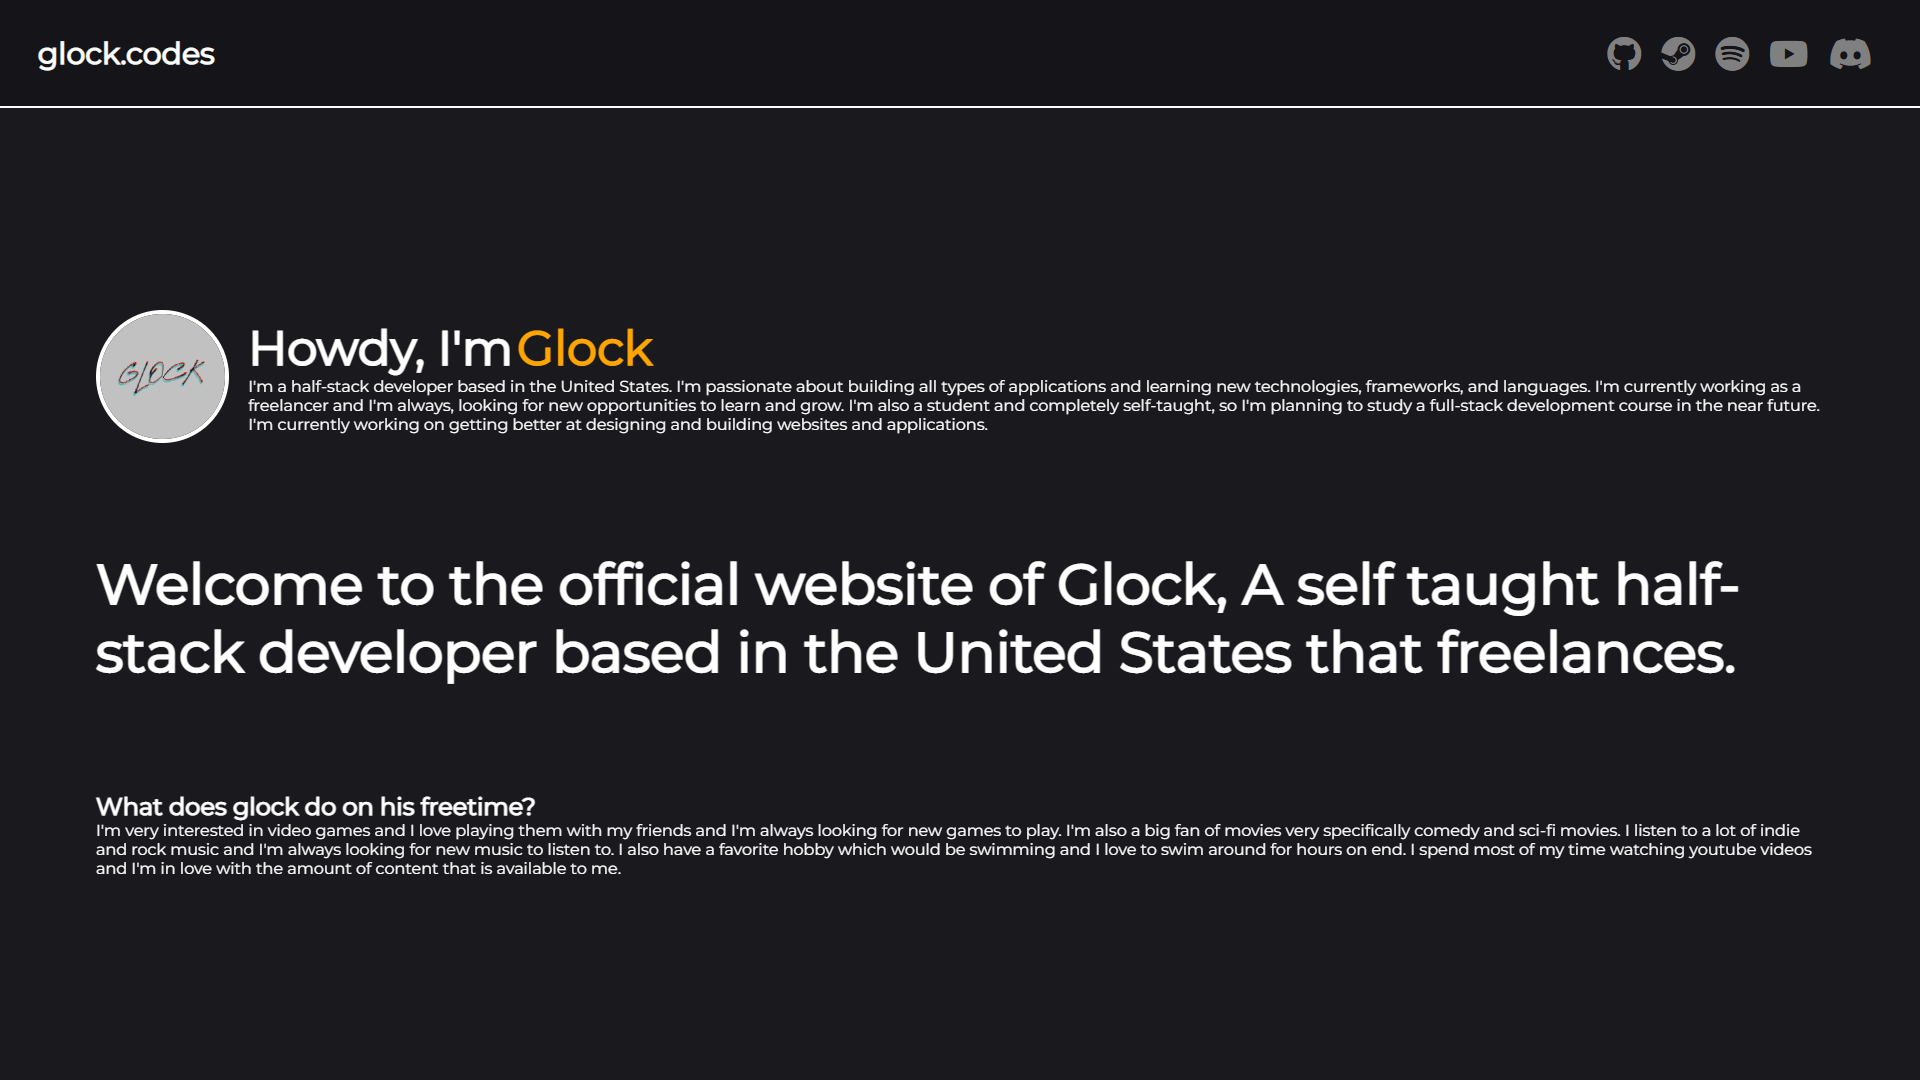 glock.codes
GLOCK
Howdy, I'm Glock
I'm a half-stack developer based in the United States. I'm passionate about building all types of applications and learning new technologies, frameworks, and languages. I'm currently working as a
freelancer and I'm always, looking for new opportunities to learn and grow. I'm also a student and completely self-taught, so I'm planning to study a full-stack development course in the near future.
I'm currently working on getting better at designing and building websites and applications.
Welcome to the official website of Glock, A self taught half-
stack developer based in the United States that freelances.
What does glock do on his freetime?
I'm very interested in video games and I love playing them with my friends and I'm always looking for new games to play. I'm also a big fan of movies very specifically comedy and sci-fi movies. I listen to a lot of indie
and rock music and I'm always looking for new music to listen to. I also have a favorite hobby which would be swimming and I love to swim around for hours on end. I spend most of my time watching youtube videos
and I'm in love with the amount of content that is available to me.